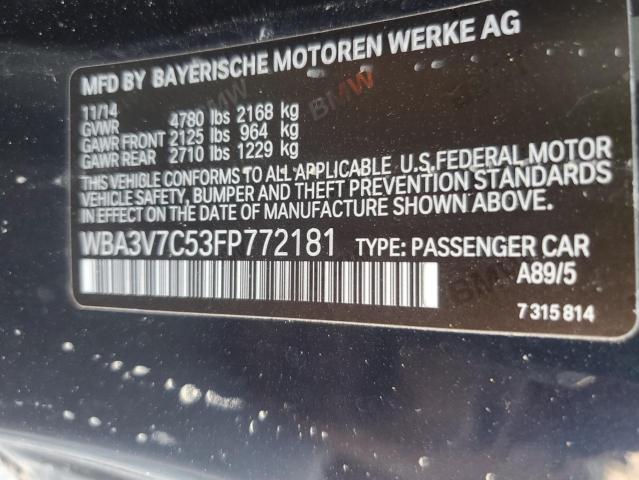 MFD BY BAYERISCHE MOTOREN WERKE AG
11/14
GVWR 4780 lbs 2168 kg
GAWR FRONT 2125 lbs 964 kg
GAWR REAR 2710 lbs 1229 kg
THIS VEHICLE CONFORMS TO ALL APPLICABLE U.S. FEDERAL MOTOR
VEHICLE SAFETY, BUMPER AND THEFT PREVENTION STANDARDS
IN EFFECT ON THE DATE OF MANUFACTURE SHOWN ABOVE.
WBA3V7C53FP772181 TYPE: PASSENGER CAR
A89/5
7 315 814
BMW
BMW
BMW